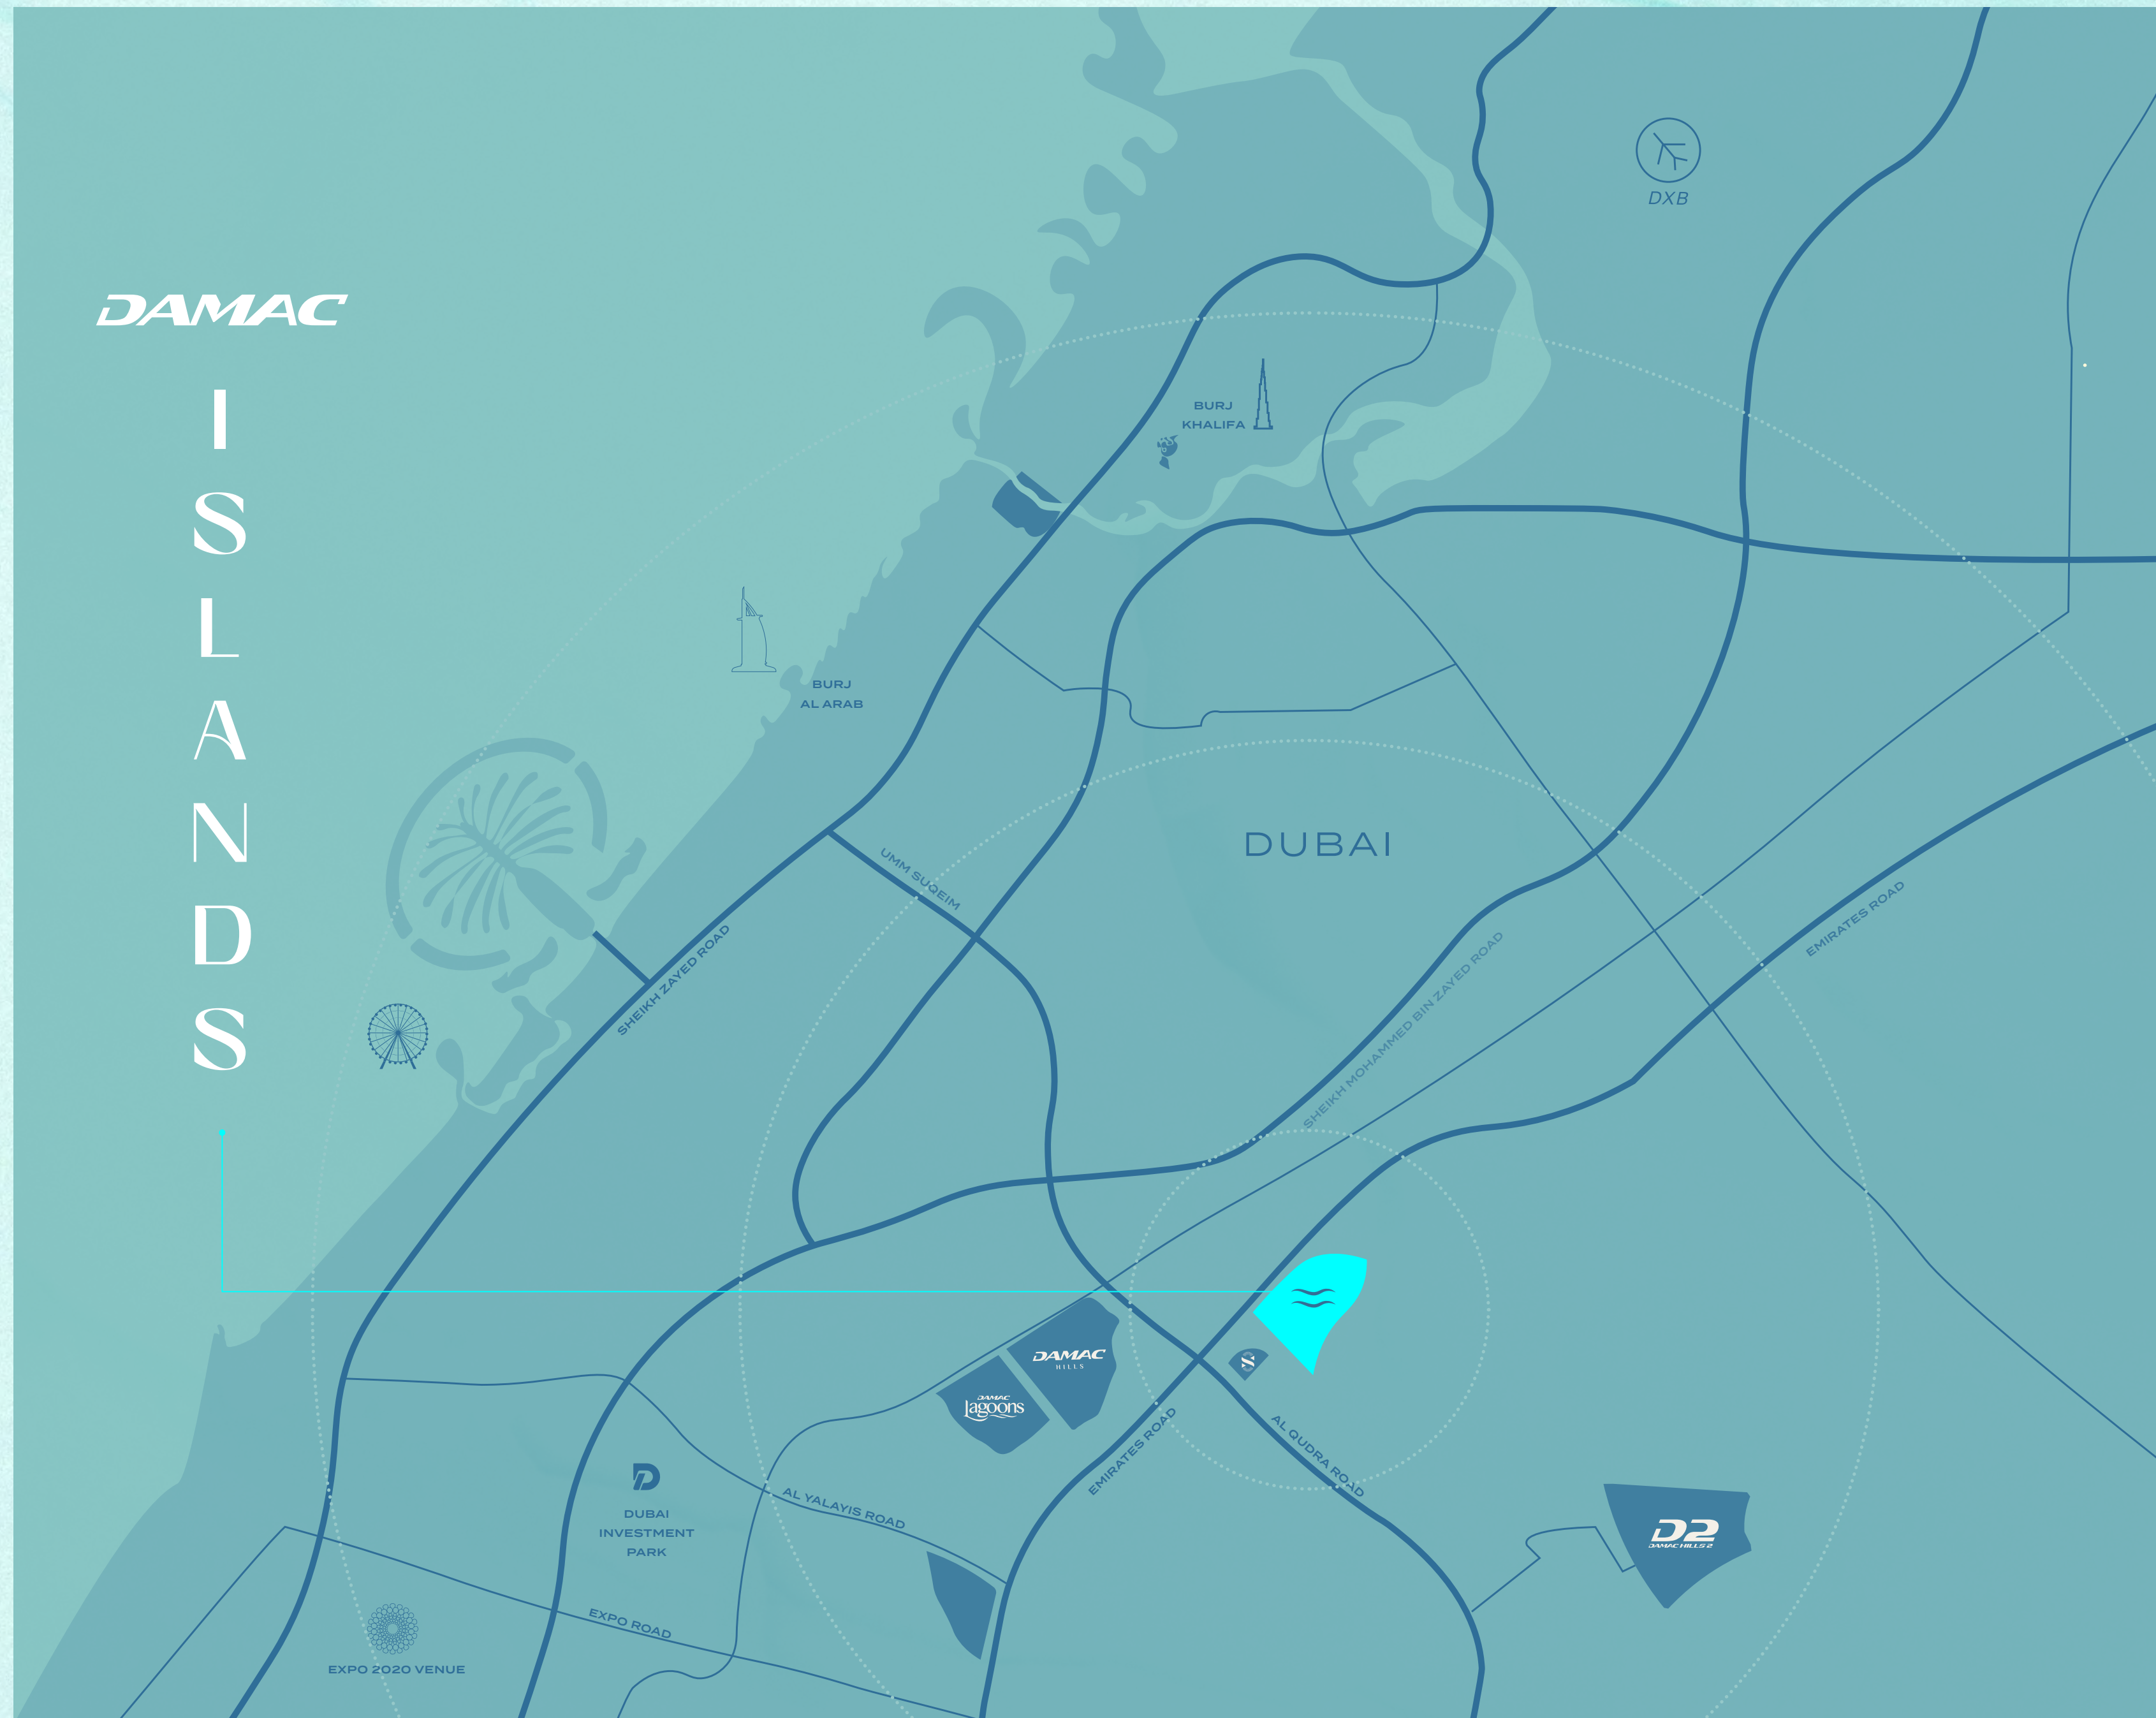 DAMAC
ISLANDS
DXB
BURJ
KHALIFA
BURJ
AL ARAB
DUBAI
UMM SUQEIM
SHEIKH ZAYED ROAD
EMIRATES ROAD
SHEIKH MOHAMMED BIN ZAYED ROAD
DAMAC
HILLS
DAMAC
lagoons
S
EMIRATES ROAD
AL QUDRA ROAD
D
DUBAI
INVESTMENT
PARK
AL YALAYIS ROAD
D2
DAMAC HILLS 2
EXPO ROAD
EXPO 2020 VENUE